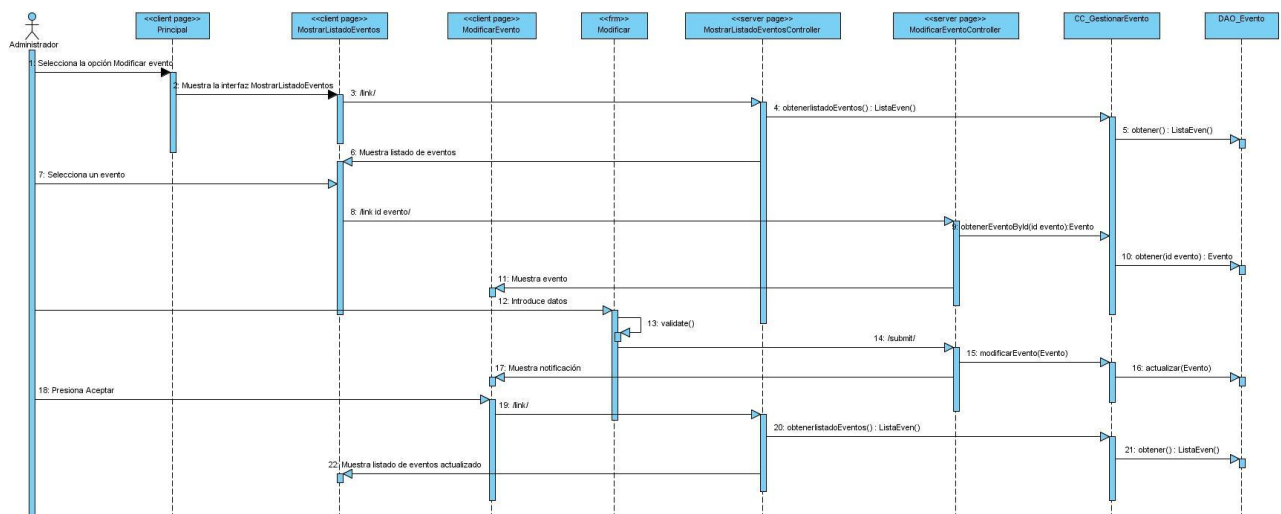 <<client page>>
Principal
<<client page>>
MostrarListadoEventos
<<client page>>
ModificarEvento
<<frm>>
Modificar
<<server page>>
MostrarListadoEventosController
<<server page>>
ModificarEventoController
CC_GestionarEvento
DAO_Evento
Administrador
1: Selecciona la opción Modificar evento
2: Muestra la interfaz MostrarListadoEventos
3: /link/
4: obtenerlistadoEventos() : ListaEven()
5: obtener() : ListaEven()
6: Muestra listado de eventos
7: Selecciona un evento
8: /link id evento/
9: obtenerEventoById(id evento):Evento
10: obtener(id evento) : Evento
11: Muestra evento
12: Introduce datos
13: validate()
14: /submit/
15: modificarEvento(Evento)
16: actualizar(Evento)
17: Muestra notificación
18: Presiona Aceptar
19: /link/
20: obtenerlistadoEventos() : ListaEven()
21: obtener() : ListaEven()
22: Muestra listado de eventos actualizado